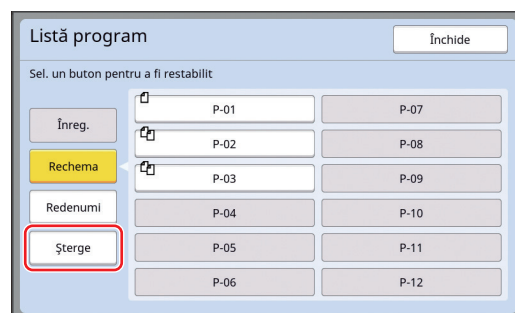 Listă program
Închide
Sel. un buton pentru a fi restabilit
Înreg.
Rechema
Redenumi
Şterge
P-01
P-02
P-03
P-04
P-05
P-06
P-07
P-08
P-09
P-10
P-11
P-12